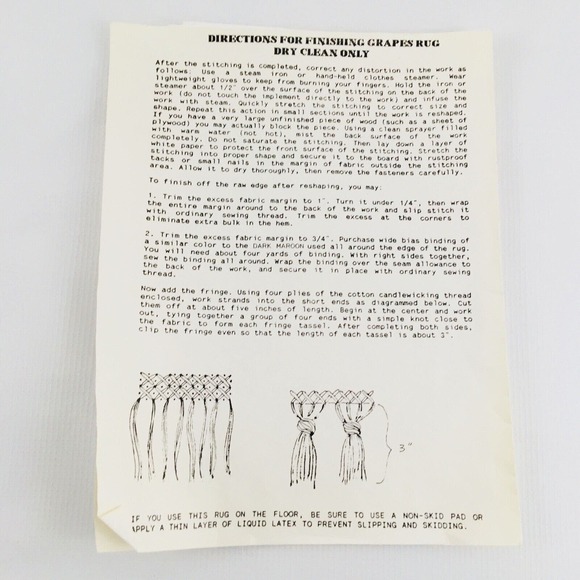 DIRECTIONS FOR FINISHING GRAPES RUG
DRY CLEAN ONLY
After the stitching is completed, correct any distortion in the work as
follows: Use a steam iron or hand-held clothes steamer. Wear
lightweight gloves to keep from burning your fingers. Hold the iron or
steamer about 1/2" over the surface of the stitching on the back of the
work (do not touch the implement directly to the work) and infuse the
work with steam. Quickly stretch the stitching to correct size and
shape. Repeat this action in small sections until the work is reshaped.
If you have a very large unfinished piece of wood (such as a sheet of
plywood) you may actually block the piece. Using a clean sprayer filled
with warm water (not hot), mist the back surface of the work
completely. Do not saturate the stitching. Then lay down a layer of
white paper to protect the front surface of the stitching. Stretch the
stitching into proper shape and secure it to the board with rustproof
tacks or small nails in the margin of fabric outside the stitching
area. Allow it to dry thoroughly, then remove the fasteners carefully.
To finish off the raw edge after reshaping, you may:
1. Trim the excess fabric margin to 1". Turn it under 1/4", then wrap
the entire margin around to the back of the work and slip stitch it
with ordinary sewing thread. Trim the excess at the corners to
eliminate extra bulk in the hem.
2. Trim the excess fabric margin to 3/4". Purchase wide bias binding of
a similar color to the DARK MAROON used all around the edge of the rug.
You will need about four yards of binding. With right sides together,
sew the binding all around. Wrap the binding over the seam allowance to
the back of the work, and secure it in place with ordinary sewing
thread.
Now add the fringe. Using four plies of the cotton candlewicking thread
enclosed, work strands into the short ends as diagrammed below. Cut
them off at about five inches of length. Begin at the center and work
out, tying together a group of four ends with a simple knot close to
the fabric to form each fringe tassel. After completing both sides,
clip the fringe even so that the length of each tassel is about 3".
3"
IF YOU USE THIS RUG ON THE FLOOR, BE SURE TO USE A NON-SKID PAD OR
APPLY A THIN LAYER OF LIQUID LATEX TO PREVENT SLIPPING AND SKIDDING.